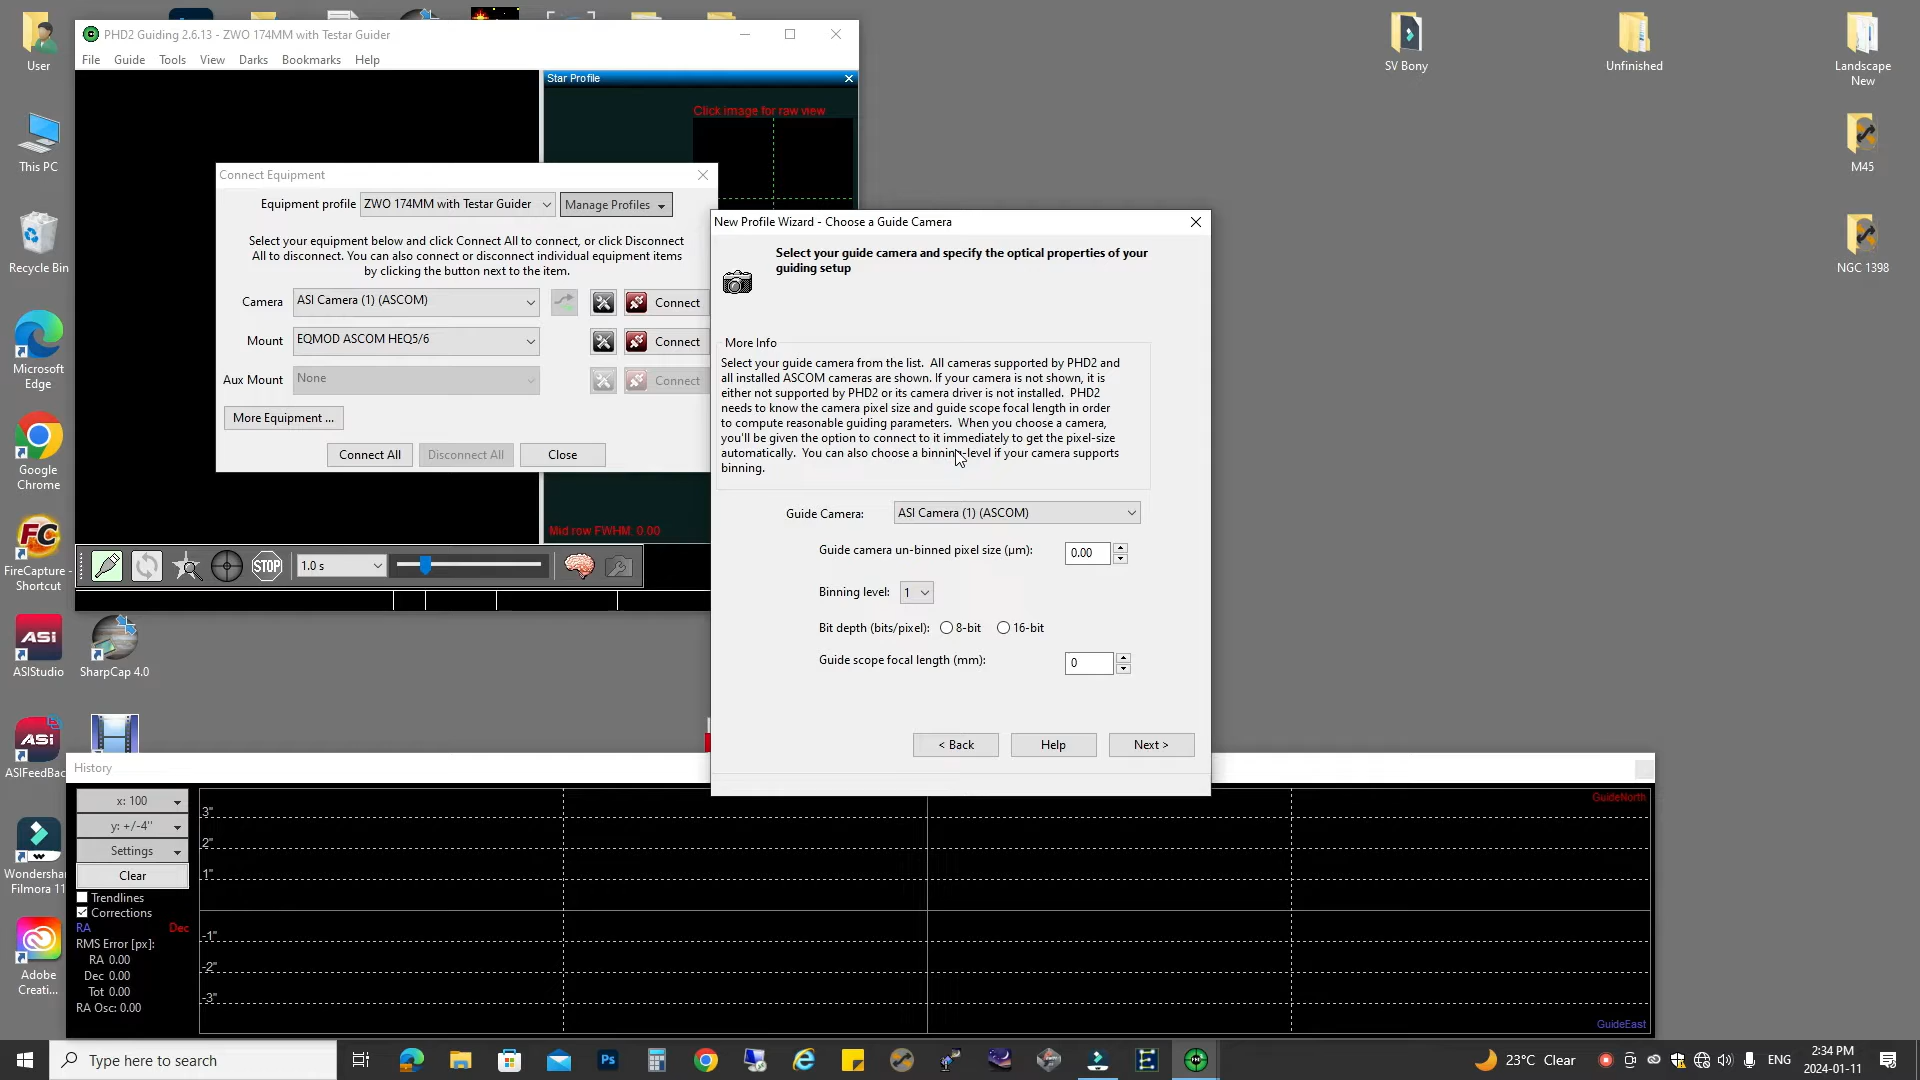 User
This PC
Recycle Bin
Microsoft
Edge
Google
Chrome
FireCapture -
Shortcut
ASi
ASIStudio
SharpCap 4.0
ASi
ASIFeedBac
Wondersha
Filmora 11
Adobe
Creati...
SV Bony
Unfinished
Landscape
New
M45
NGC 1398
PHD2 Guiding 2.6.13 - ZWO 174MM with Testar Guider
File Guide Tools View Darks Bookmarks Help
Star Profile
Click image for raw view
Mid row FWHM: 0.00
STOP
1.0 s
Connect Equipment
Equipment profile ZWO 174MM with Testar Guider Manage Profiles
Select your equipment below and click Connect All to connect, or click Disconnect
All to disconnect. You can also connect or disconnect individual equipment items
by clicking the button next to the item.
Camera ASI Camera (1) (ASCOM) Connect
Mount EQMOD ASCOM HEQ5/6 Connect
Aux Mount None Connect
More Equipment ...
Connect All Disconnect All Close
New Profile Wizard - Choose a Guide Camera
Select your guide camera and specify the optical properties of your
guiding setup
More Info
Select your guide camera from the list. All cameras supported by PHD2 and
all installed ASCOM cameras are shown. If your camera is not shown, it is
either not supported by PHD2 or its camera driver is not installed. PHD2
needs to know the camera pixel size and guide scope focal length in order
to compute reasonable guiding parameters. When you choose a camera,
you'll be given the option to connect to it immediately to get the pixel-size
automatically. You can also choose a binning-level if your camera supports
binning.
Guide Camera: ASI Camera (1) (ASCOM)
Guide camera un-binned pixel size (µm): 0.00
Binning level: 1
Bit depth (bits/pixel): 8-bit 16-bit
Guide scope focal length (mm): 0
< Back Help Next >
History
x: 100
y: +/-4"
Settings
Clear
Trendlines
Corrections
RA Dec
RMS Error [px]:
RA 0.00
Dec 0.00
Tot 0.00
RA Osc: 0.00
3"
2"
1"
-1"
-2"
-3"
GuideNorth
GuideEast
Type here to search
Ps
23°C Clear
ENG
2:34 PM
2024-01-11